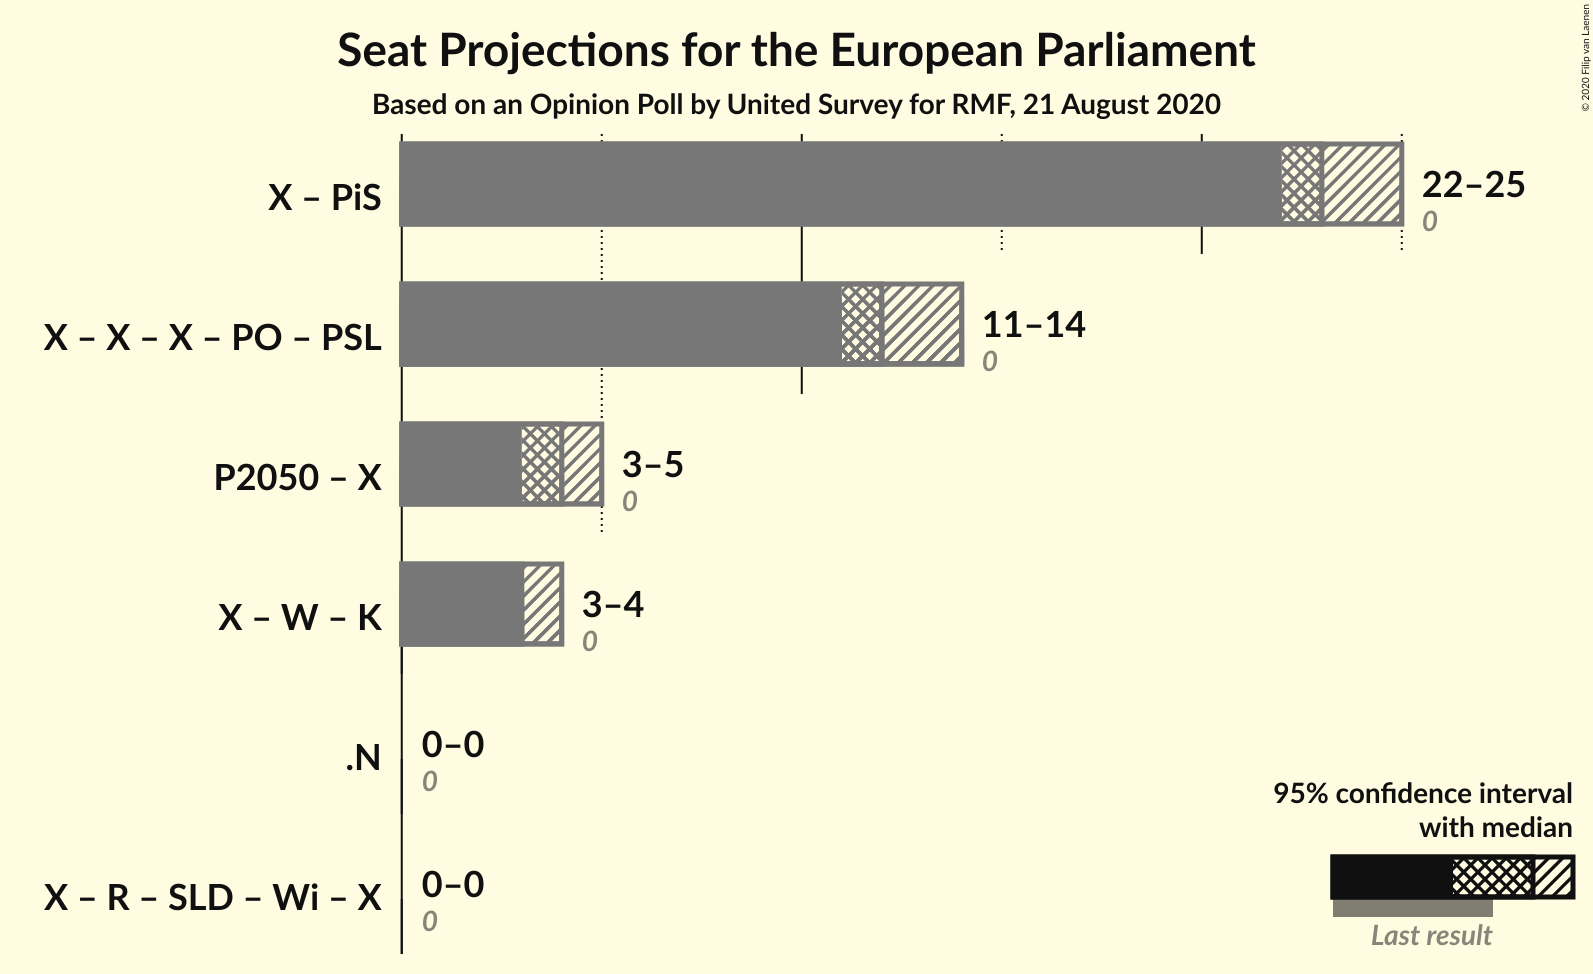 Seat Projections for the European Parliament
Based on an Opinion Poll by United Survey for RMF, 21 August 2020
© 2020 Filip van Laenen
X – PiS
22–25
0
X – X – X – PO – PSL
11–14
0
P2050 – X
3–5
0
X – W – K
3–4
0
.N
0–0
0
X – R – SLD – Wi – X
0–0
0
95% confidence interval
with median
Last result